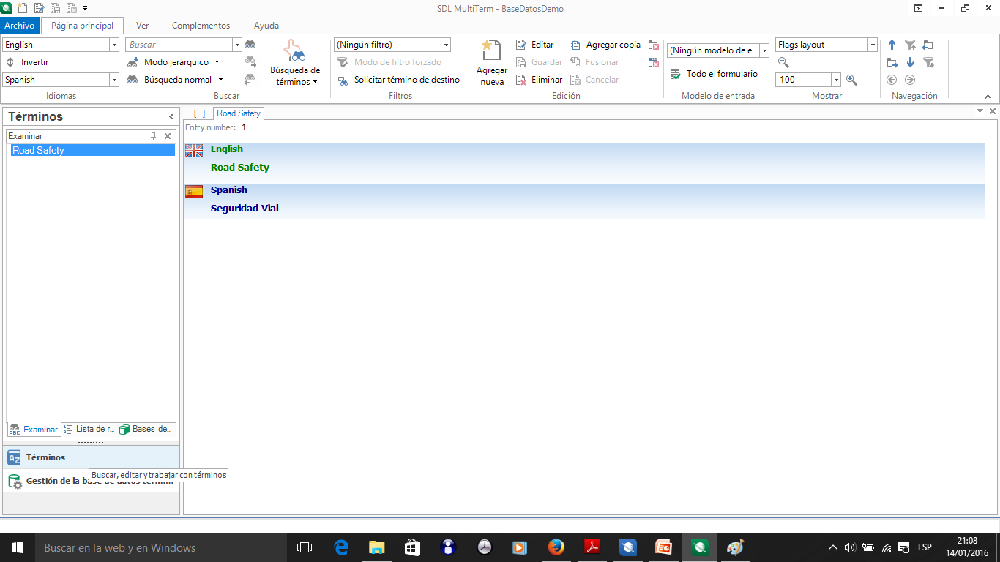 SDL MultiTerm - BaseDatosDemo
Archivo Página principal Ver Complementos Ayuda
English
Invertir
Spanish
Idiomas
Buscar
Modo jerárquico
Búsqueda normal
Búsqueda de
términos
Buscar
(Ningún filtro)
Modo de filtro forzado
Solicitar término de destino
Filtros
Agregar
nueva
Editar
Guardar
Eliminar
Agregar copia
Fusionar
Cancelar
Edición
(Ningún modelo de e
Todo el formulario
Modelo de entrada
Flags layout
100
Mostrar
Navegación
Términos
Examinar
Road Safety
Examinar Lista de r... Bases de...
Términos
Buscar, editar y trabajar con términos
Gestión de la base de datos términ...
[...] Road Safety
Entry number: 1
English
Road Safety
Spanish
Seguridad Vial
Buscar en la web y en Windows
ESP
21:08
14/01/2016